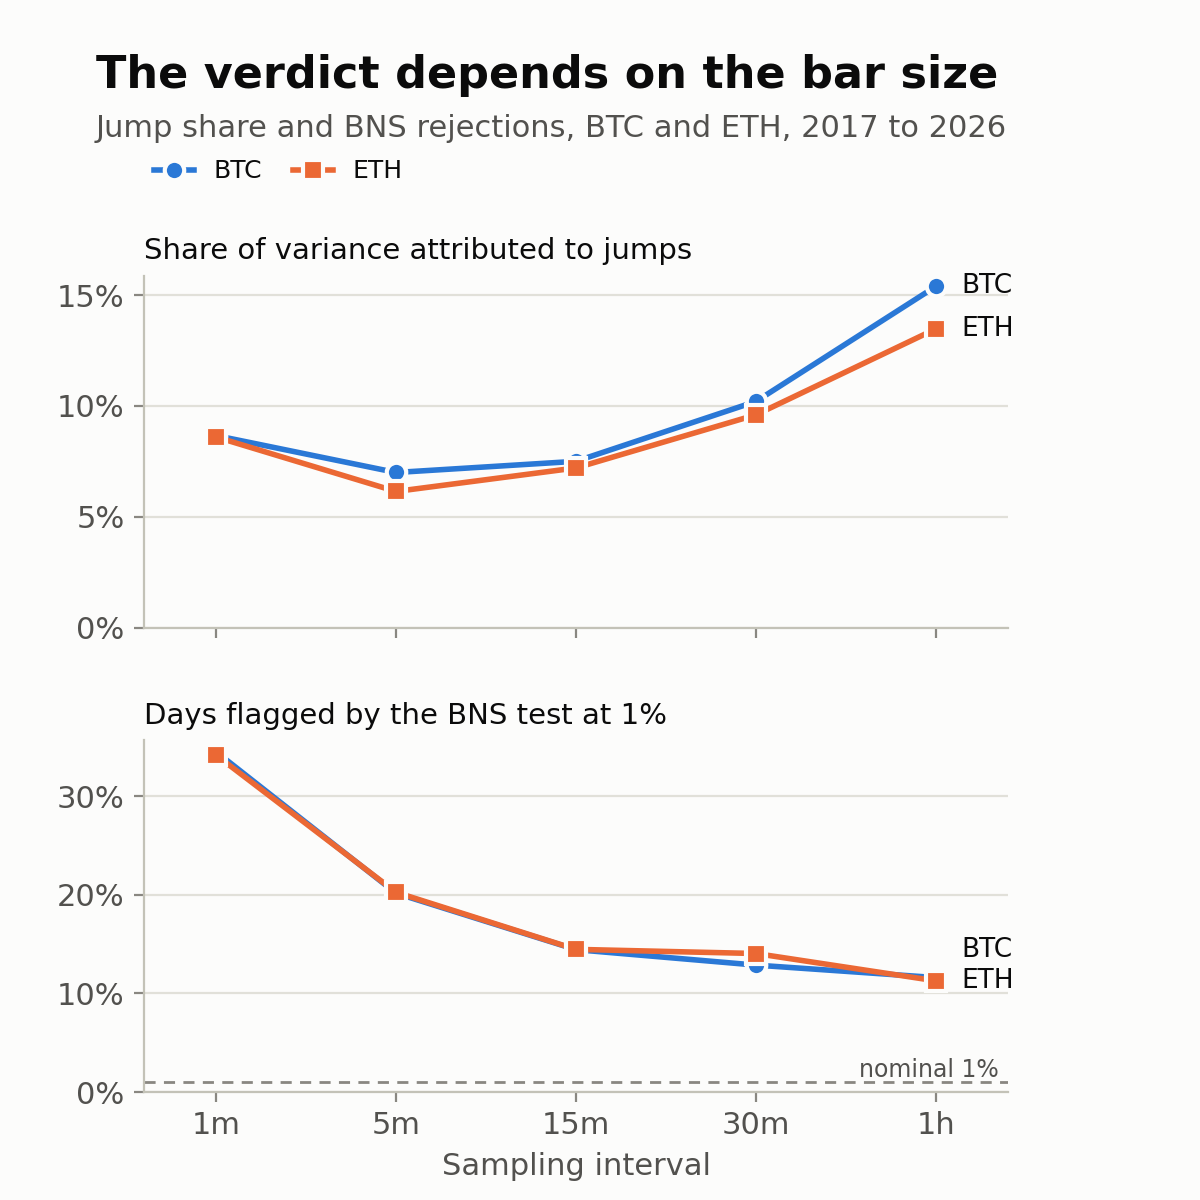 The verdict depends on the bar size
Jump share and BNS rejections, BTC and ETH, 2017 to 2026
BTC ETH
Share of variance attributed to jumps
15%
10%
5%
0%
BTC
ETH
Days flagged by the BNS test at 1%
30%
20%
10%
0%
BTC
ETH
nominal 1%
1m 5m 15m 30m 1h
Sampling interval